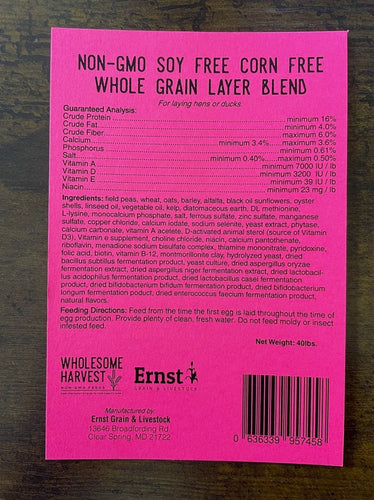 NON-GMO SOY FREE CORN FREE
WHOLE GRAIN LAYER BLEND
For laying hens or ducks.
Guaranteed Analysis:
Crude Protein minimum 16%
Crude Fat minimum 4.0%
Crude Fiber maximum 6.0%
Calcium minimum 3.4% maximum 3.6%
Phosphorus minimum 0.61%
Salt minimum 0.40% maximum 0.50%
Vitamin A minimum 7000 IU / lb
Vitamin D minimum 3200 IU / lb
Vitamin E minimum 39 IU / lb
Niacin minimum 23 mg / lb
Ingredients: field peas, wheat, oats, barley, alfalfa, black oil sunflowers, oyster
shells, linseed oil, vegetable oil, kelp, diatomaceous earth, DL methionine,
L-lysine, monocalcium phosphate, salt, ferrous sulfate, zinc sulfate, manganese
sulfate, copper chloride, calcium iodate, sodium selenite, yeast extract, phytase,
calcium carbonate, vitamin A acetate, D-activated animal sterol (source of Vitamin
D3), Vitamin e supplement, choline chloride, niacin, calcium pantothenate,
riboflavin, menadione sodium bisulfite complex, thiamine mononitrate, pyridoxine,
folic acid, biotin, vitamin B-12, montmorillonite clay, hydrolyzed yeast, dried
bacillus subtilis fermentation product, yeast culture, dried aspergillus oryzae
fermentation extract, dried aspergillus niger fermentation extract, dried lactobacil-
lus acidophilus fermentation product, dried lactobacillus casei fermentation
product, dried bifidobacterium bifidum fermentation product, dried bifidobacterium
longum fermentation poduct, dried enterococcus faecium fermentation product,
natural flavors.
Feeding Directions: Feed from the time the first egg is laid throughout the time of
egg production. Provide plenty of clean, fresh water. Do not feed moldy or insect
infested feed.
Net Weight: 40lbs.
WHOLESOME
HARVEST
NON-GMO FEEDS
Ernst
GRAIN & LIVESTOCK
Manufactured by:
Ernst Grain & Livestock
13646 Broadfording Rd
Clear Spring, MD 21722
0 636339 957458